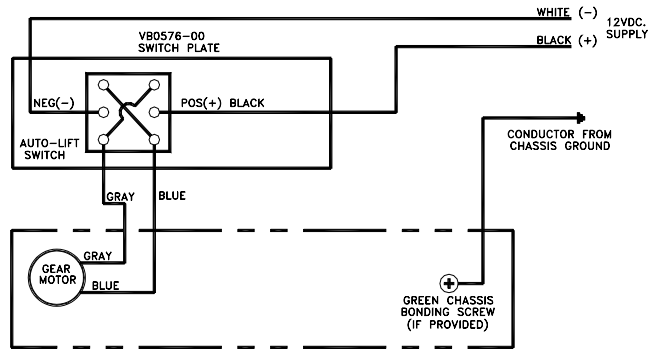 WHITE (-)
12VDC.
SUPPLY
BLACK (+)
VB0576-00
SWITCH PLATE
NEG(-)
POS(+) BLACK
AUTO-LIFT
SWITCH
CONDUCTOR FROM
CHASSIS GROUND
GRAY
BLUE
GRAY
GEAR
MOTOR
BLUE
GREEN CHASSIS
BONDING SCREW
(IF PROVIDED)